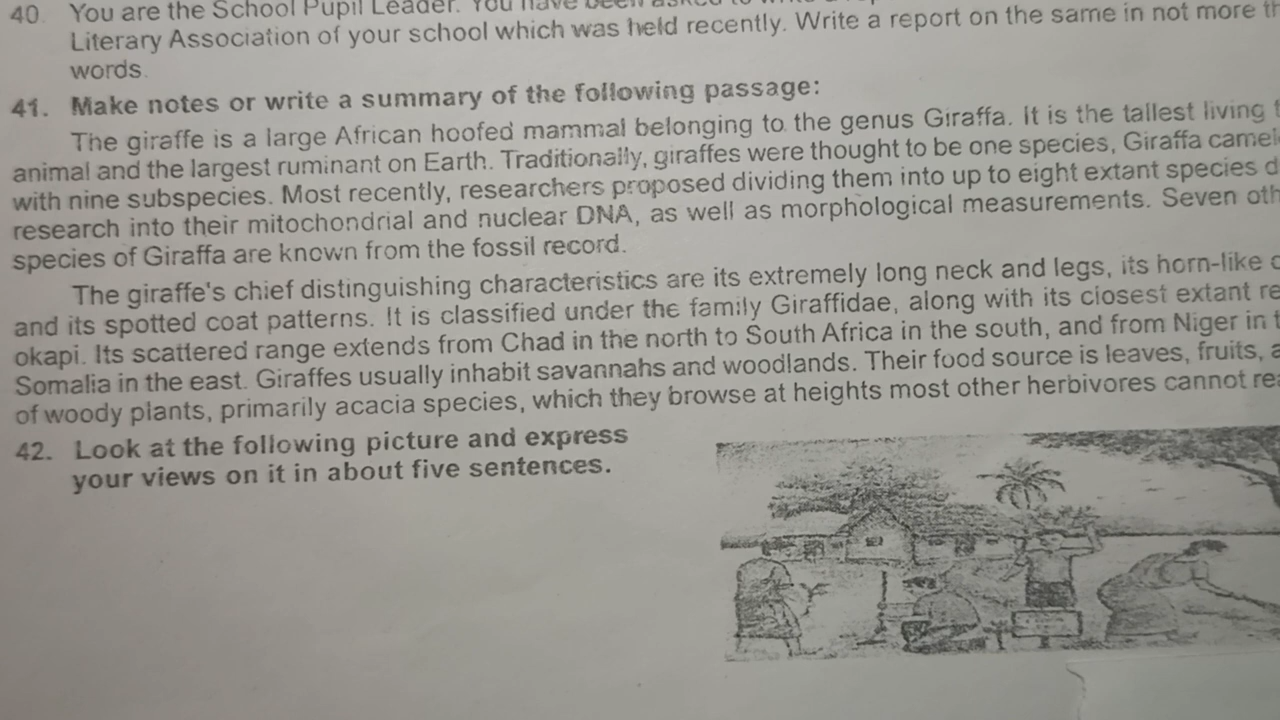 40. You are the School Pupil Leader. You have been asked to write a
Literary Association of your school which was held recently. Write a report on the same in not more
words.
41. Make notes or write a summary of the following passage:
The giraffe is a large African hoofed mammal belonging to the genus Giraffa. It is the tallest living
animal and the largest ruminant on Earth. Traditionally, giraffes were thought to be one species, Giraffa
with nine subspecies. Most recently, researchers proposed dividing them into up to eight extant species
research into their mitochondrial and nuclear DNA, as well as morphological measurements. Seven
species of Giraffa are known from the fossil record.
The giraffe's chief distinguishing characteristics are its extremely long neck and legs, its horn-like
and its spotted coat patterns. It is classified under the family Giraffidae, along with its closest extant
okapi. Its scattered range extends from Chad in the north to South Africa in the south, and from Niger in
Somalia in the east. Giraffes usually inhabit savannahs and woodlands. Their food source is leaves, fruits,
of woody plants, primarily acacia species, which they browse at heights most other herbivores cannot
42. Look at the following picture and express
your views on it in about five sentences.